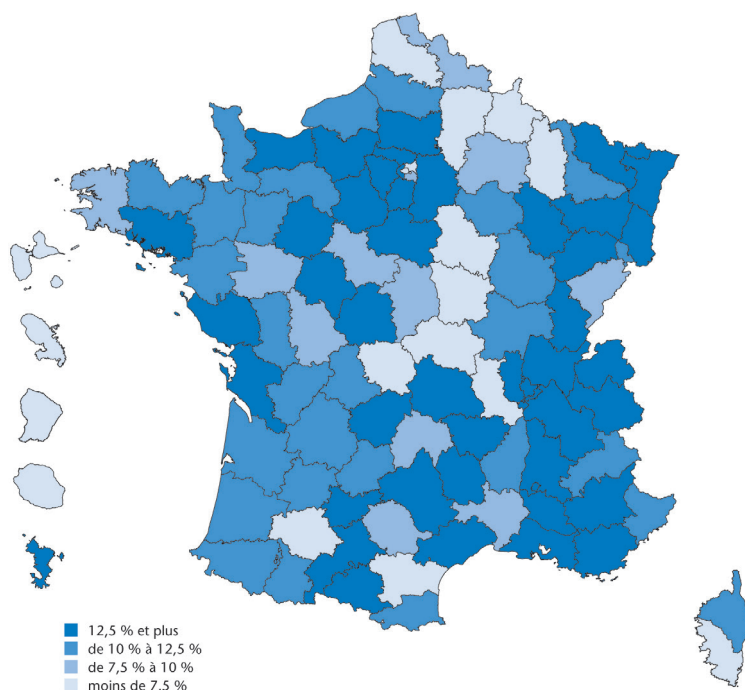 12,5 % et plus
de 10 % à 12,5 %
de 7,5 % à 10 %
moins de 7,5 %